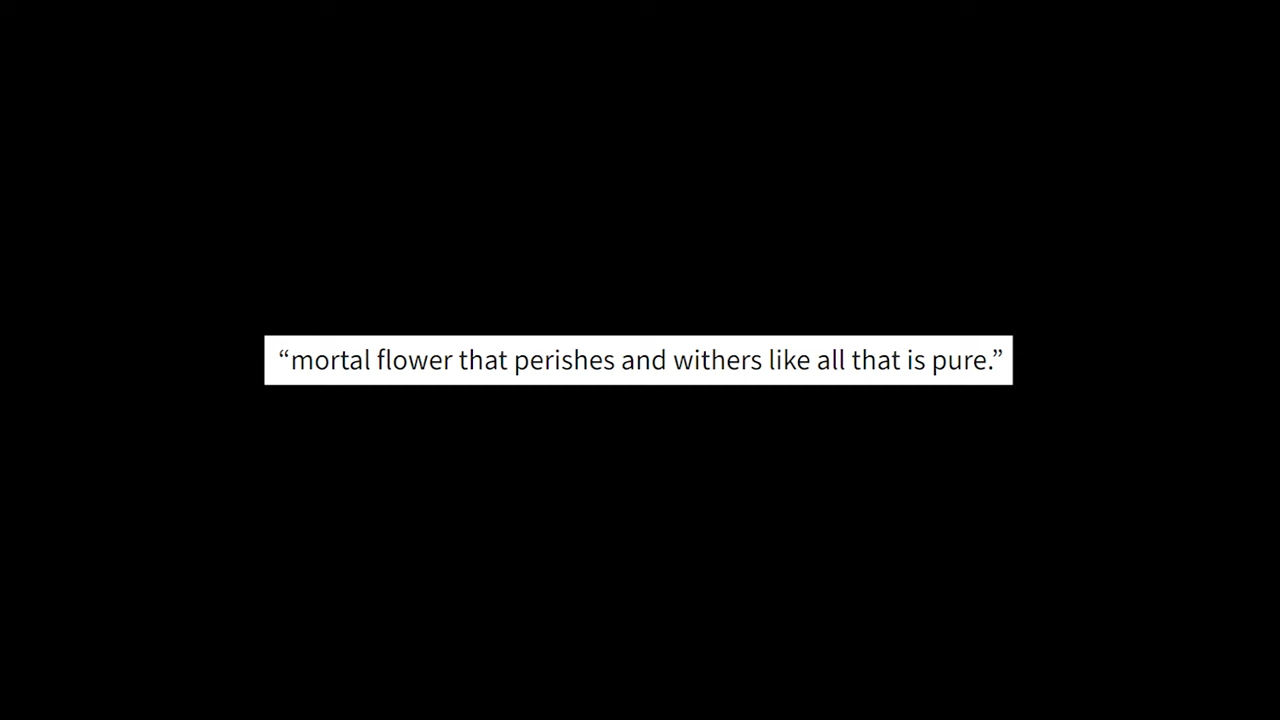 “mortal flower that perishes and withers like all that is pure.”